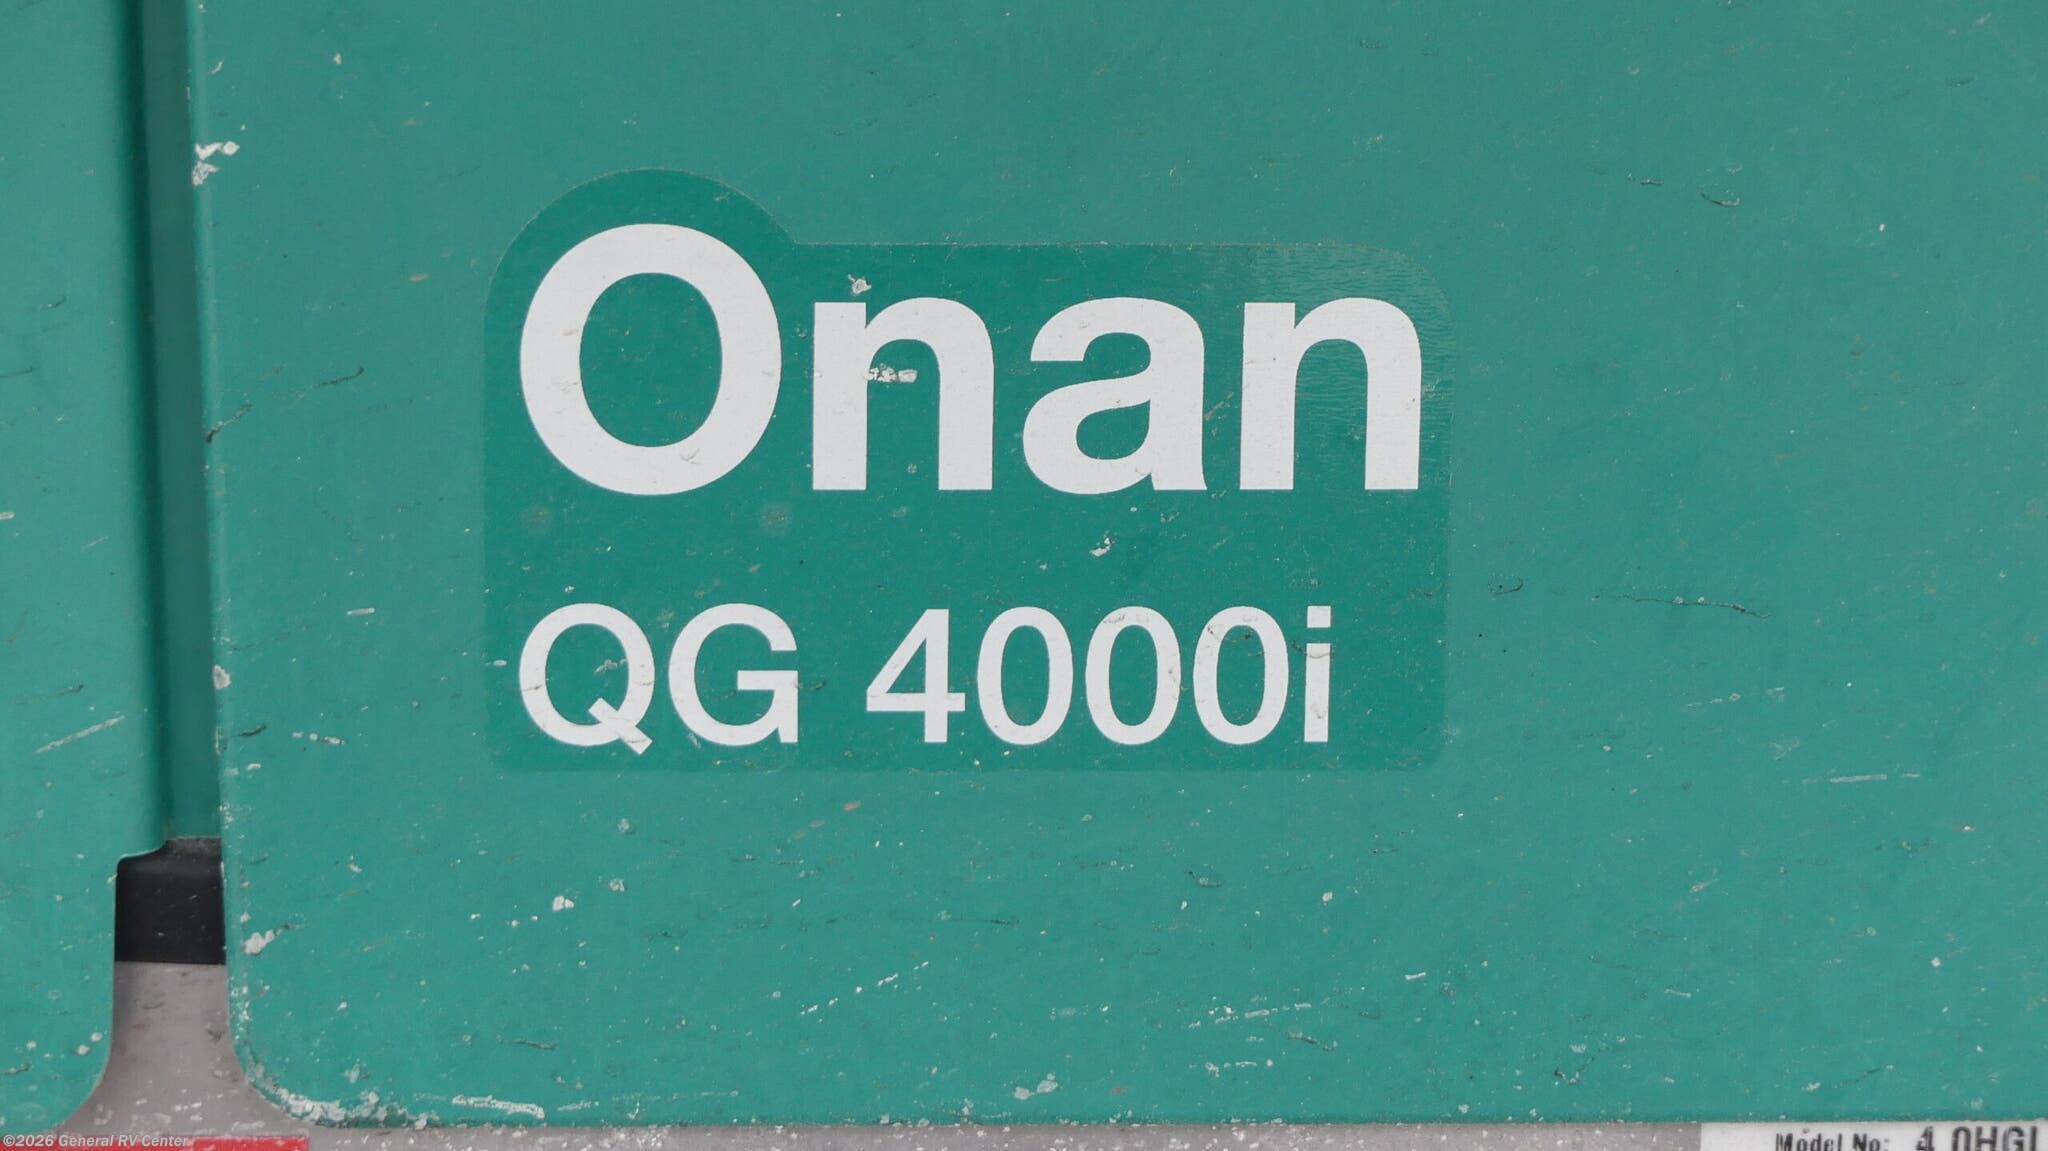 Onan
QG 4000i
©2026 General RV Center
Model No: